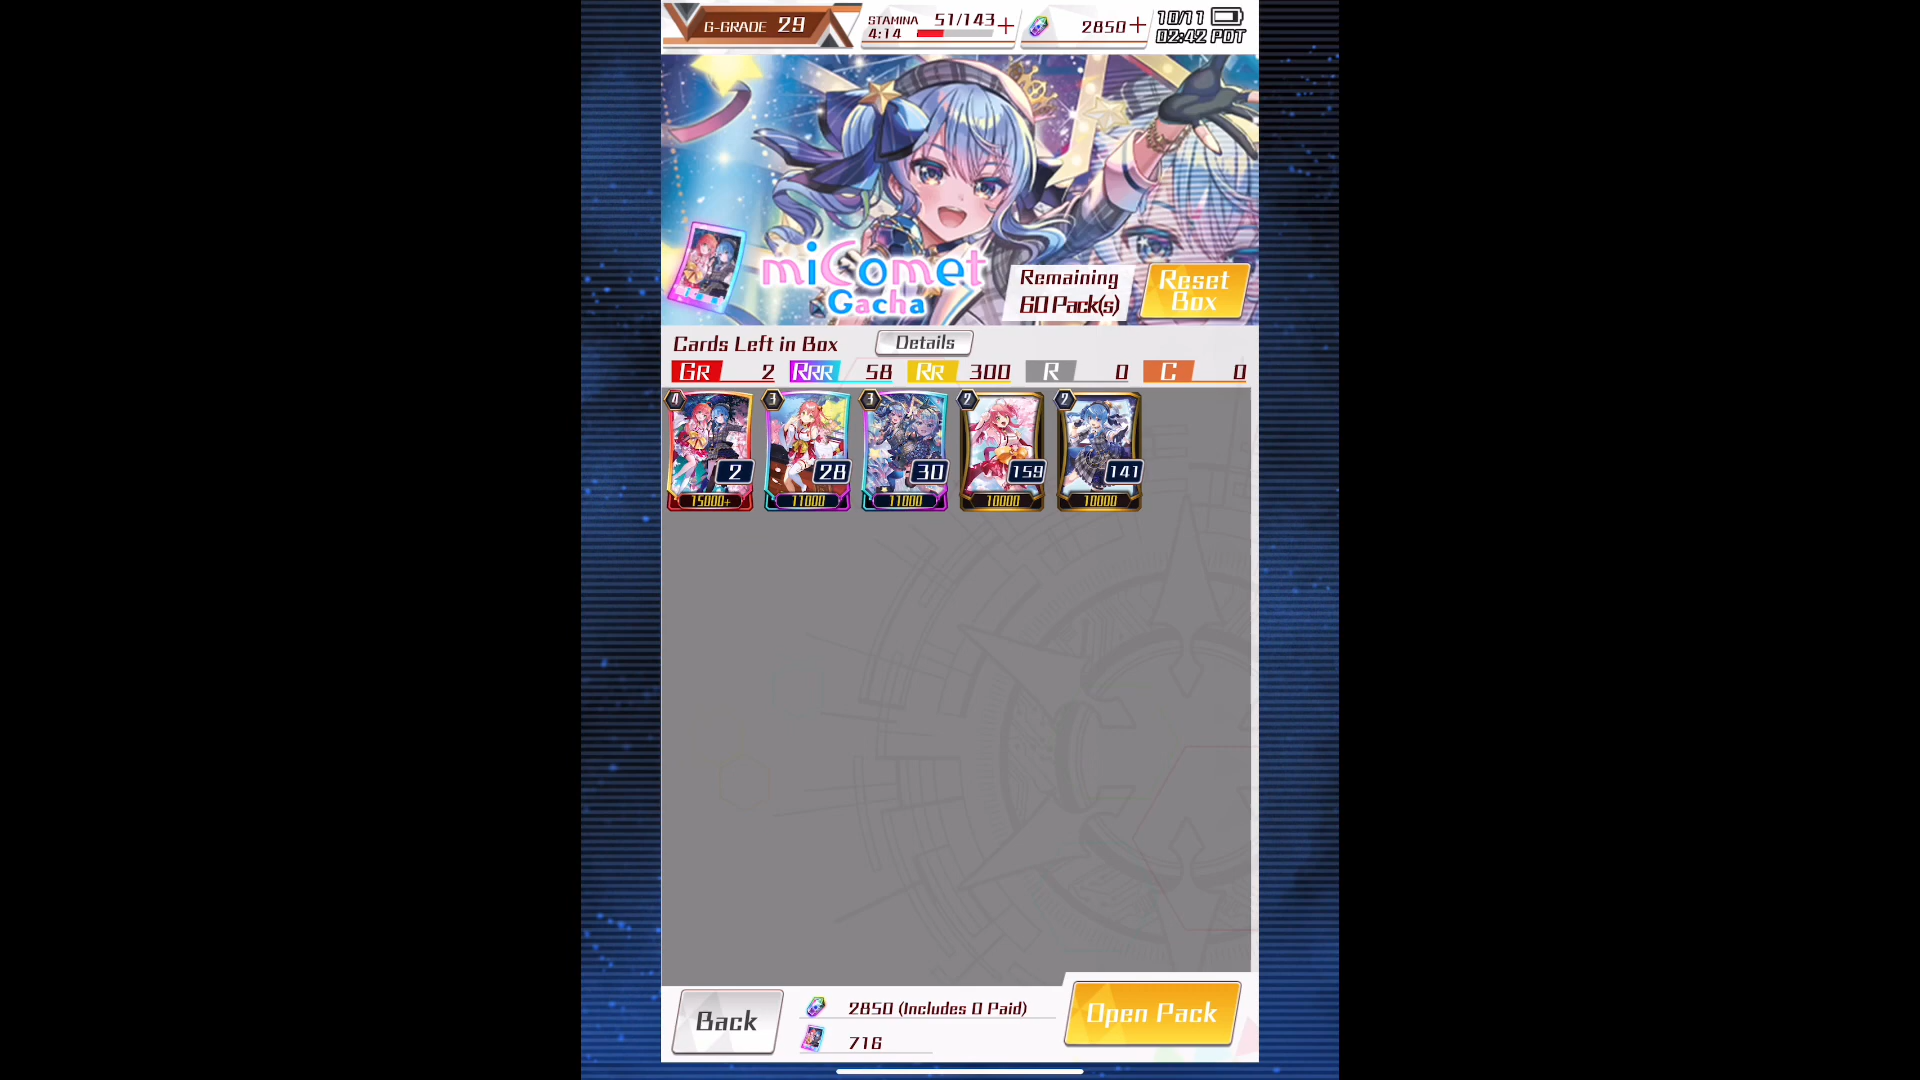 G-GRADE 29
STAMINA 51/143
4:14
2850
10/11
02:42 PDT
miComet
Gacha
Remaining
60 Pack(s)
Reset
Box
Cards Left in Box
Details
GR 2 RRR 58 RR 300 R 0 C 0
4 3 3 2 2
2 28 30 159 141
15000+ 11000 11000 10000 10000
Back
2850 (Includes 0 Paid)
716
Open Pack